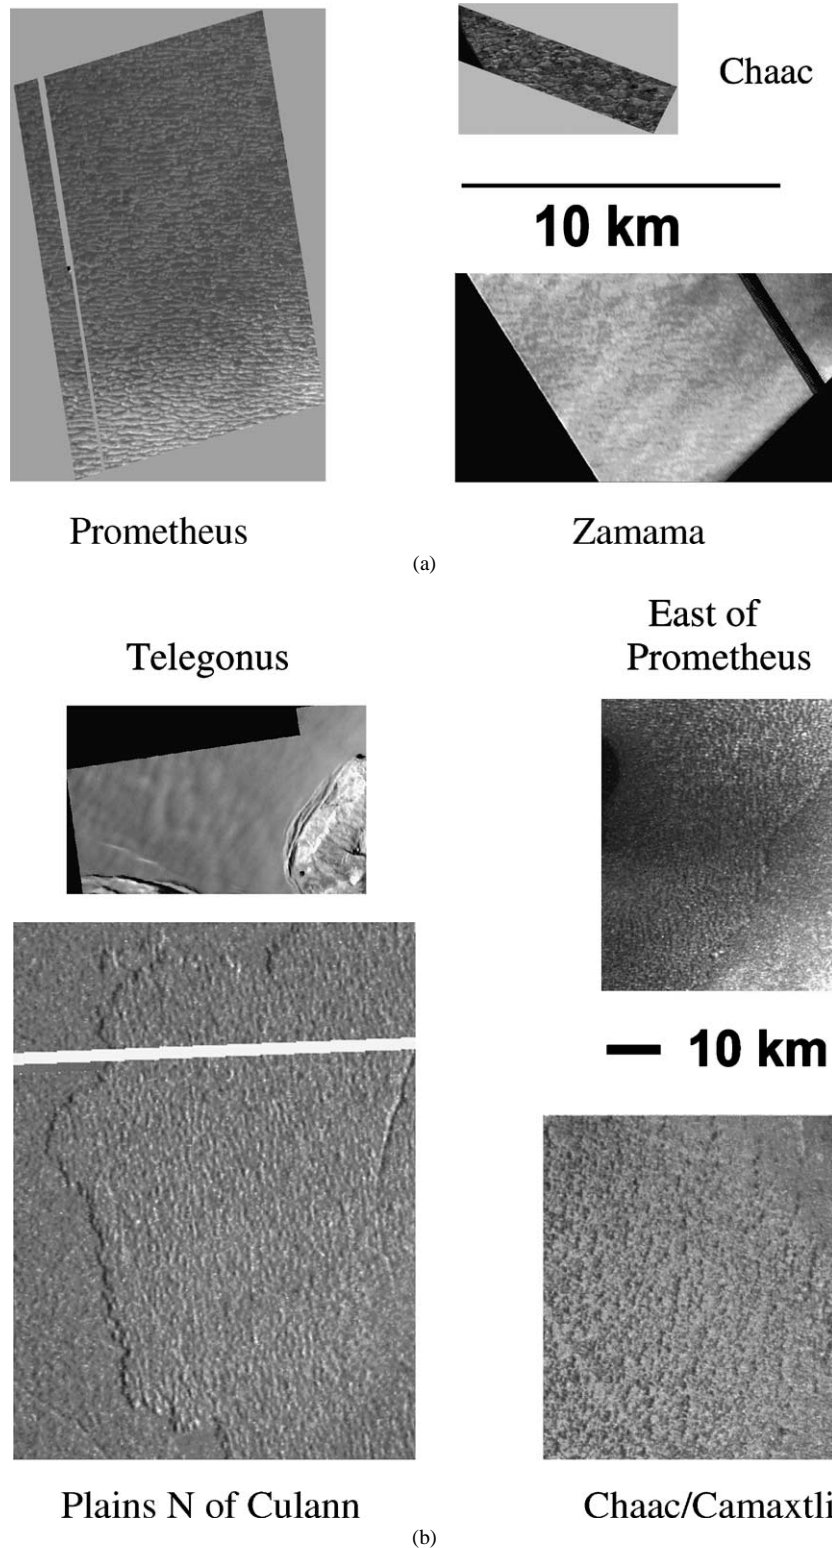 Chaac
10 km
Prometheus
Zamama
(a)
Telegonus
East of
Prometheus
10 km
Plains N of Culann
Chaac/Camaxtli
(b)